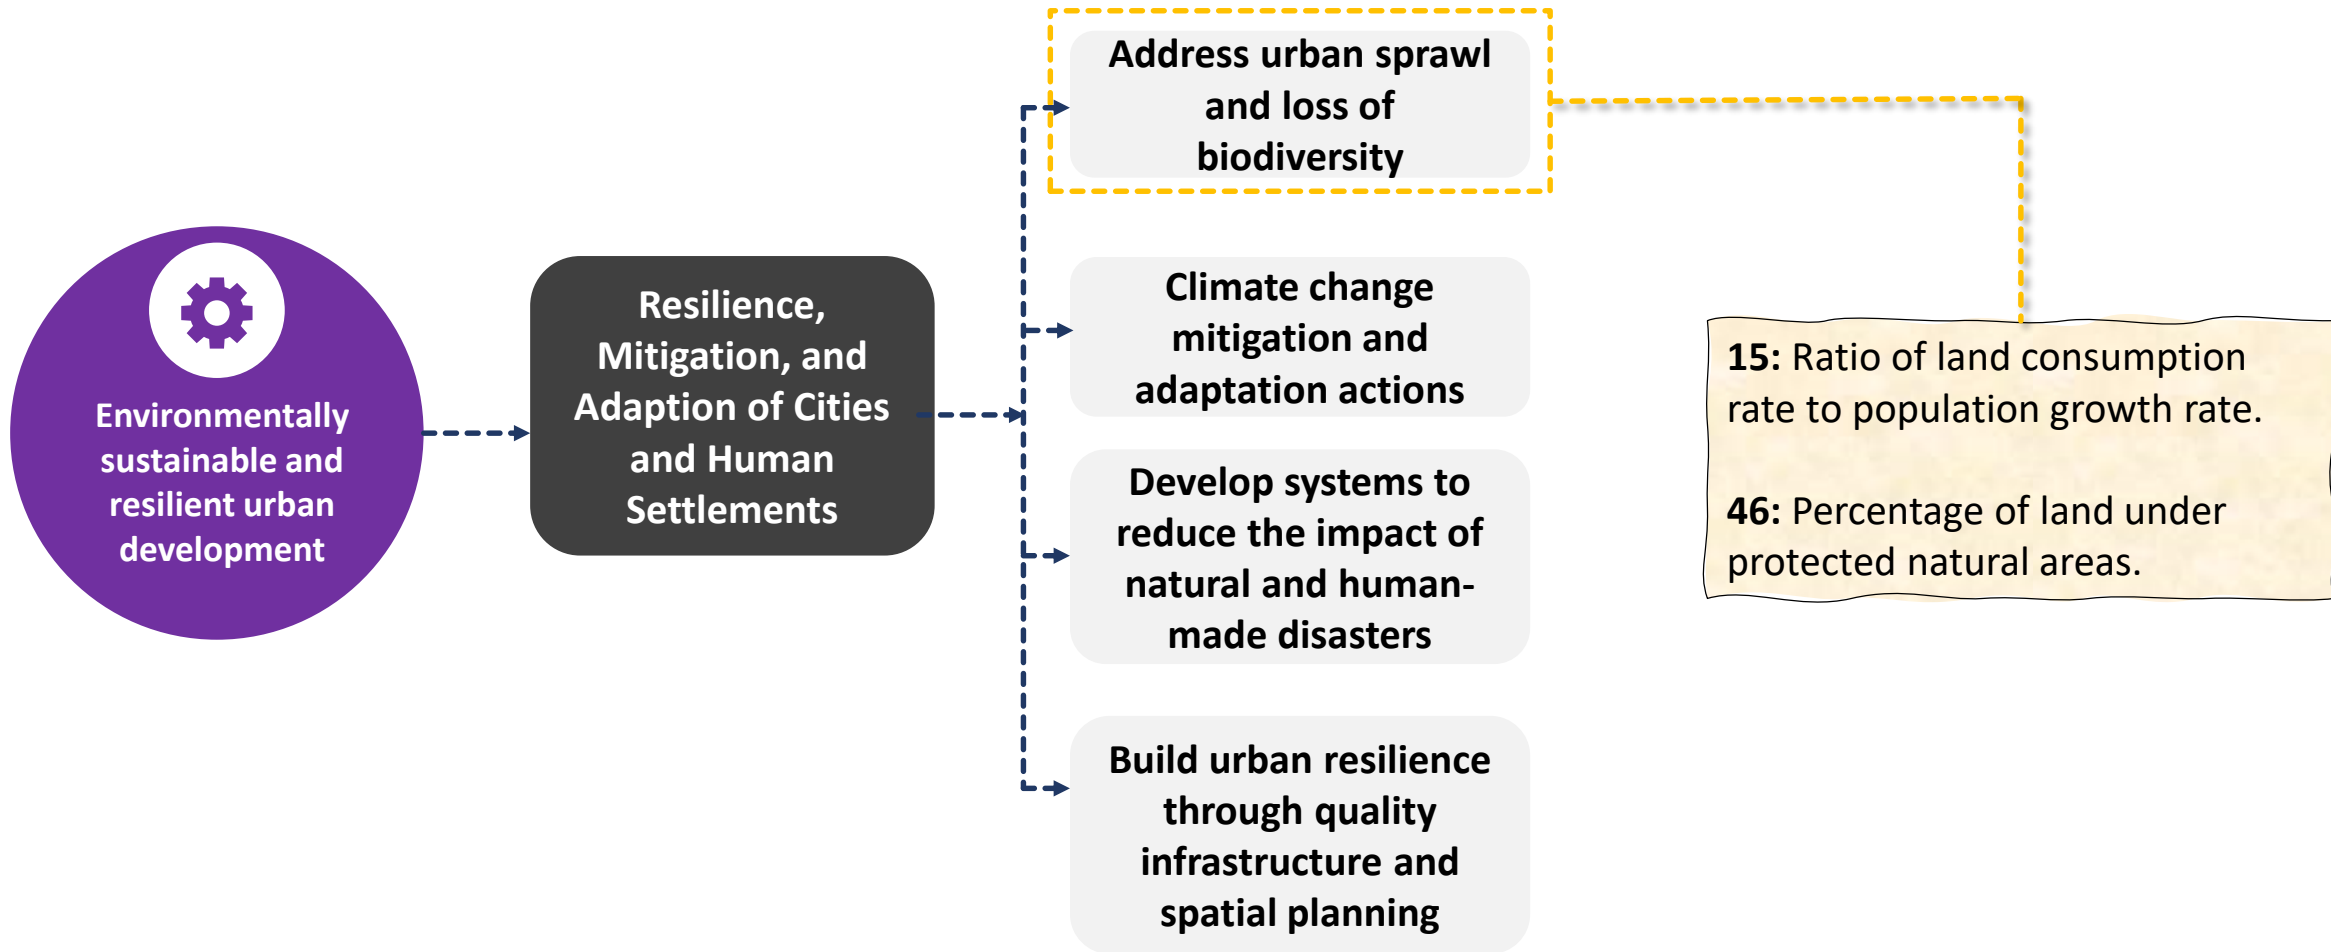 Environmentally
sustainable and
resilient urban
development
Resilience,
Mitigation, and
Adaption of Cities
and Human
Settlements
Address urban sprawl
and loss of
biodiversity
Climate change
mitigation and
adaptation actions
Develop systems to
reduce the impact of
natural and human-
made disasters
Build urban resilience
through quality
infrastructure and
spatial planning
15: Ratio of land consumption
rate to population growth rate.
46: Percentage of land under
protected natural areas.